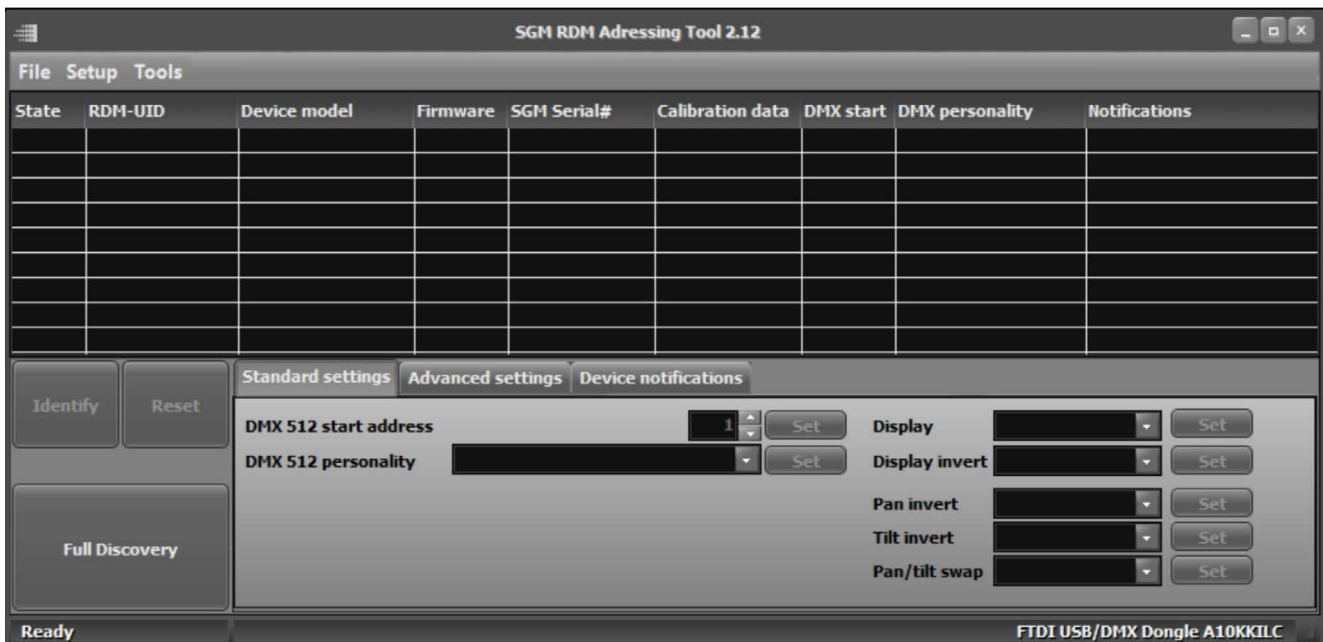 SGM RDM Adressing Tool 2.12
File Setup Tools
State RDM-UID Device model Firmware SGM Serial# Calibration data DMX start DMX personality Notifications
Identify Reset
Full Discovery
Standard settings Advanced settings Device notifications
DMX 512 start address 1 Set
DMX 512 personality Set
Display Set
Display invert Set
Pan invert Set
Tilt invert Set
Pan/tilt swap Set
Ready FTDI USB/DMX Dongle A10KKILC